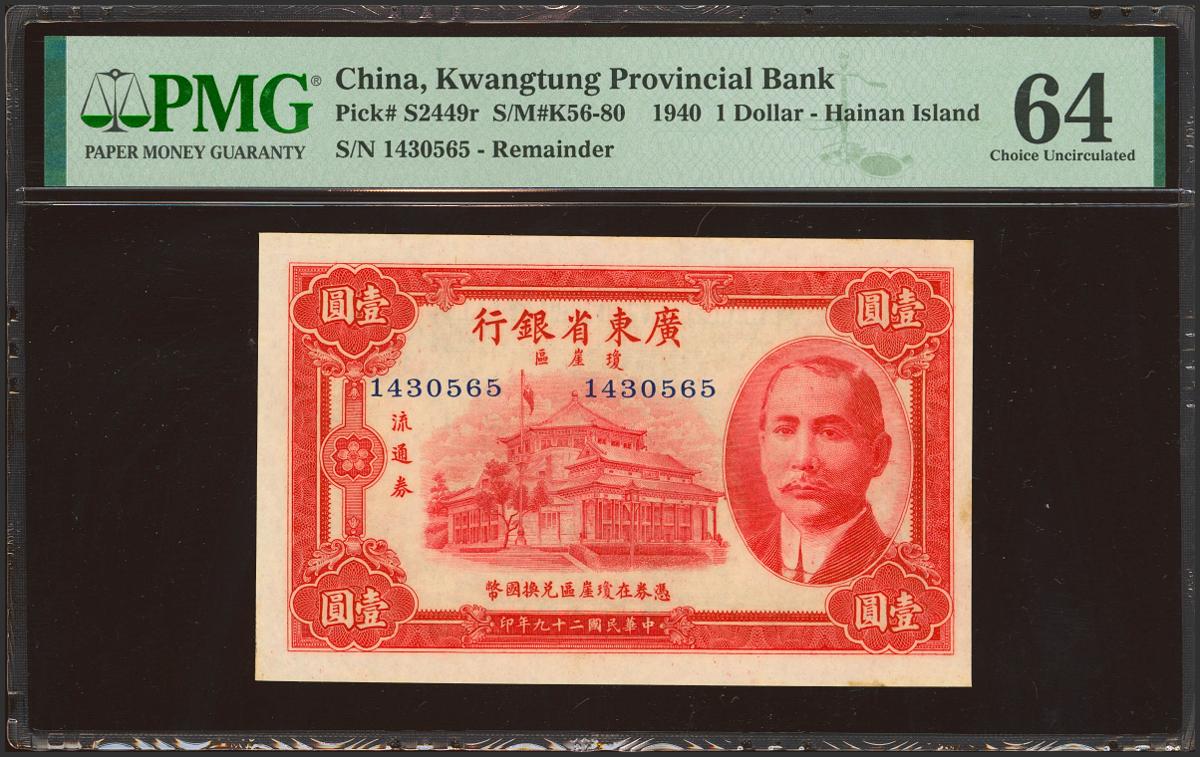 PMG®
PAPER MONEY GUARANTY
China, Kwangtung Provincial Bank
Pick# S2449r S/M#K56-80 1940 1 Dollar - Hainan Island
S/N 1430565 - Remainder
64
Choice Uncirculated
圓壹
圓壹
行銀省東廣
區崖瓊
1430565
1430565
流通券
幣國換兌區崖瓊在券憑
圓壹
圓壹
印年九十二國民華中